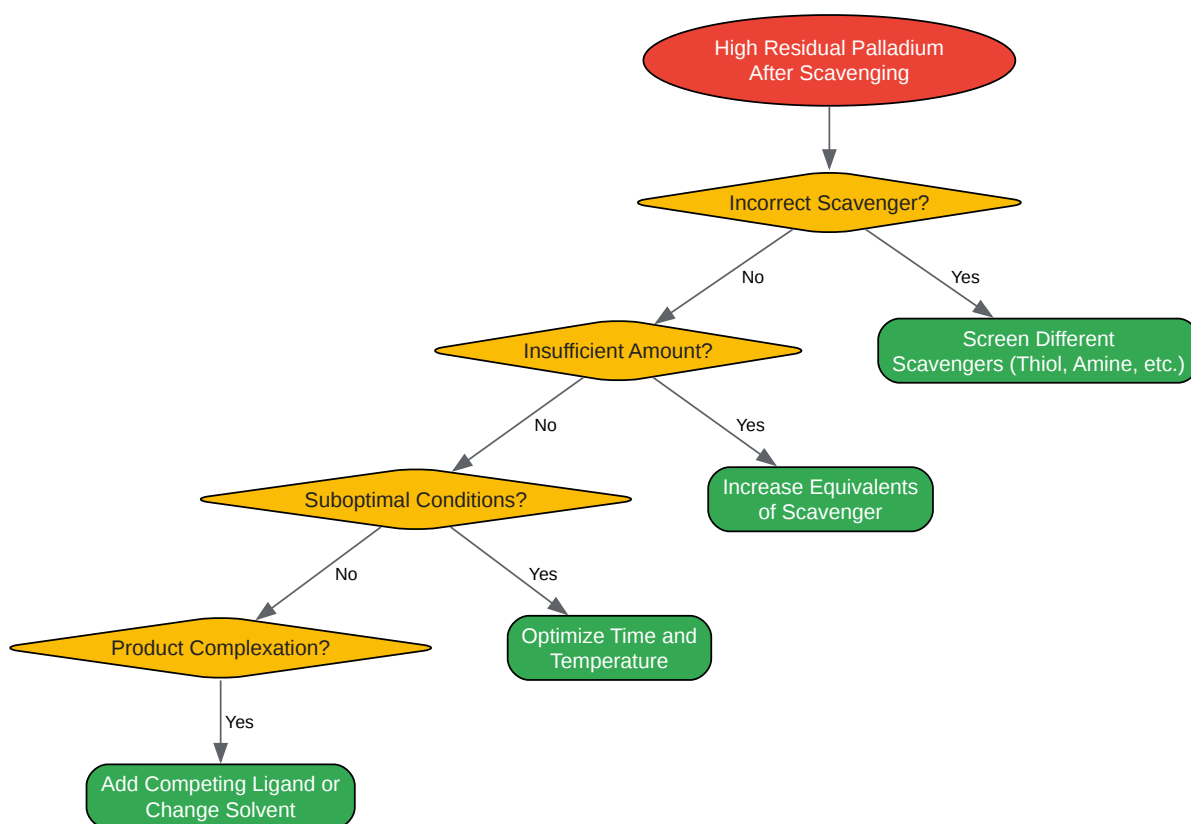 High Residual Palladium
After Scavenging
Incorrect Scavenger?
No
Yes
Insufficient Amount?
Screen Different
Scavengers (Thiol, Amine, etc.)
No
Yes
Suboptimal Conditions?
Increase Equivalents
of Scavenger
No
Yes
Product Complexation?
Optimize Time and
Temperature
Yes
Add Competing Ligand or
Change Solvent